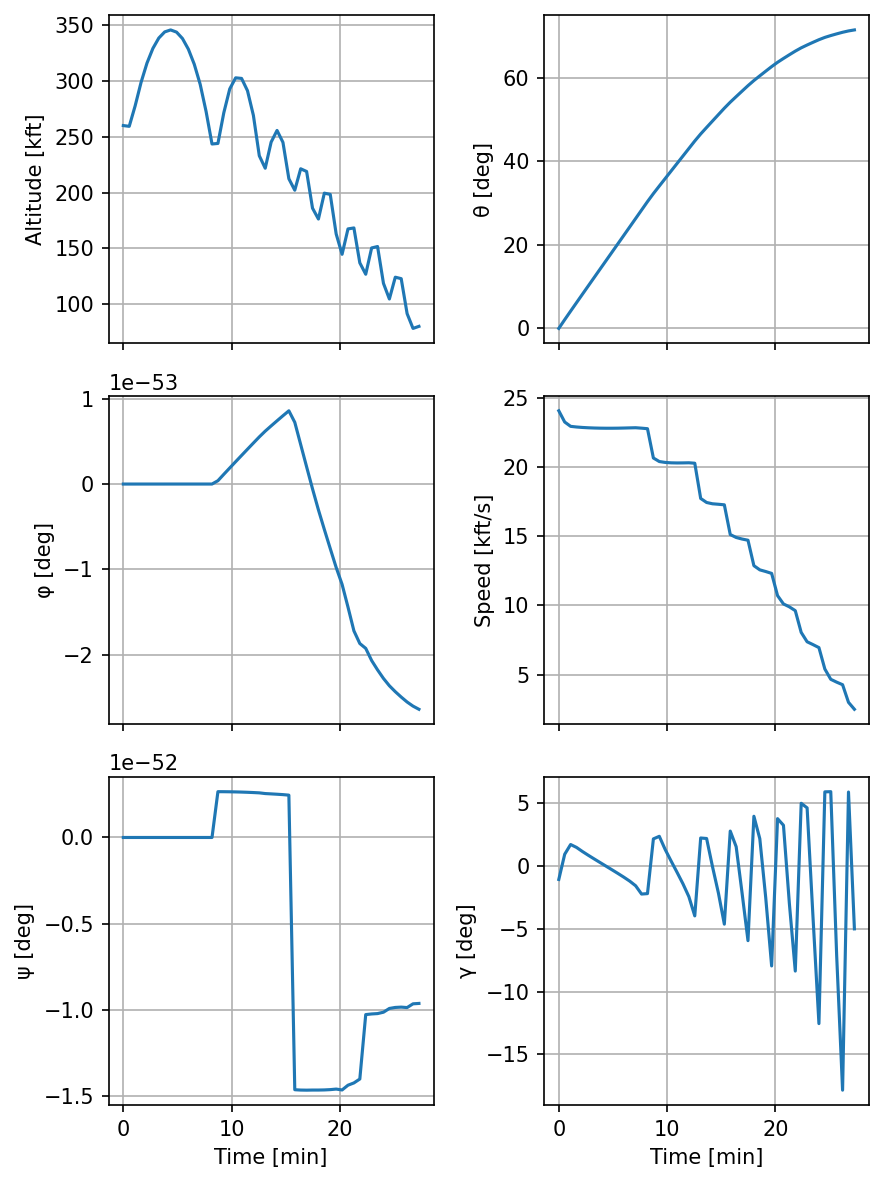 350
300
250
200
150
100
Altitude [kft]
60
40
20
0
θ [deg]
1e−53
1
0
−1
−2
φ [deg]
25
20
15
10
5
Speed [kft/s]
1e−52
0.0
−0.5
−1.0
−1.5
ψ [deg]
0 10 20
Time [min]
5
0
−5
−10
−15
γ [deg]
0 10 20
Time [min]